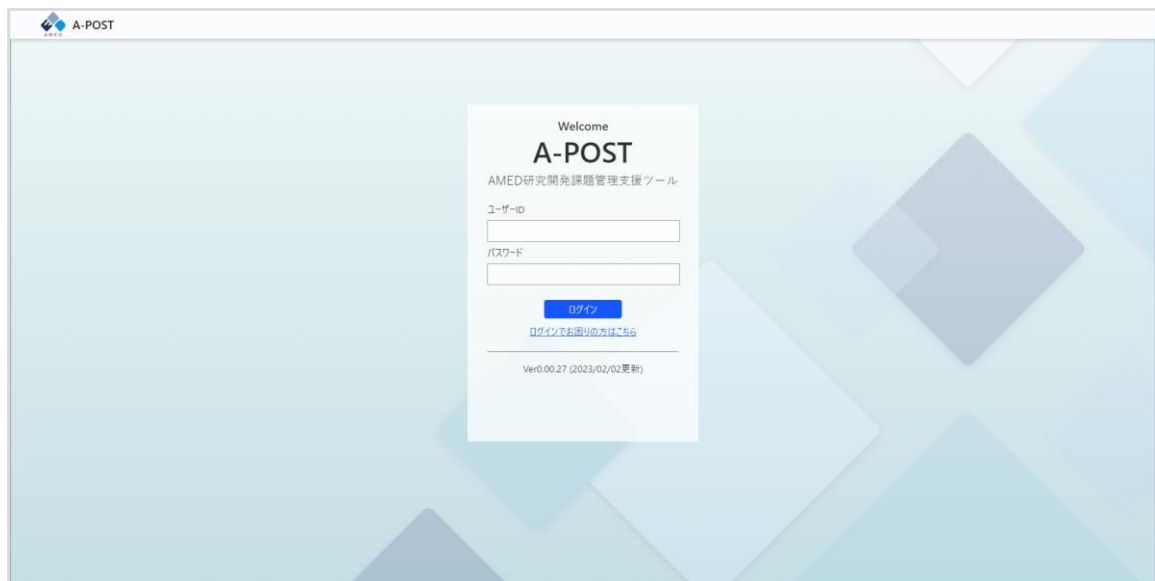 AMED
A-POST
Welcome
A-POST
AMED研究開発課題管理支援ツール
ユーザーID
パスワード
ログイン
ログインでお困りの方はこちら
Ver0.00.27 (2023/02/02更新)